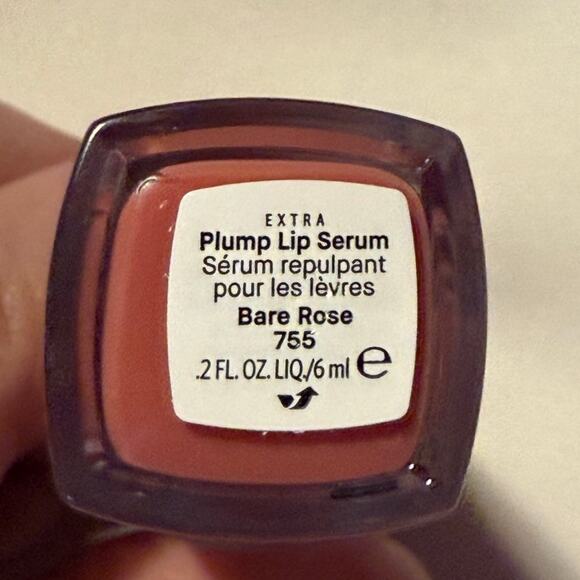 EXTRA
Plump Lip Serum
Sérum repulpant
pour les lèvres
Bare Rose
755
.2 FL. OZ. LIQ./6 ml ℮